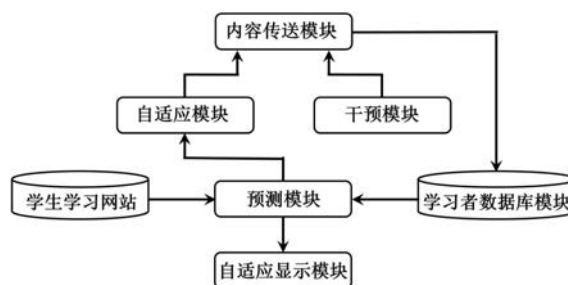 内容传送模块
自适应模块
干预模块
学生学习网站
预测模块
学习者数据库模块
自适应显示模块